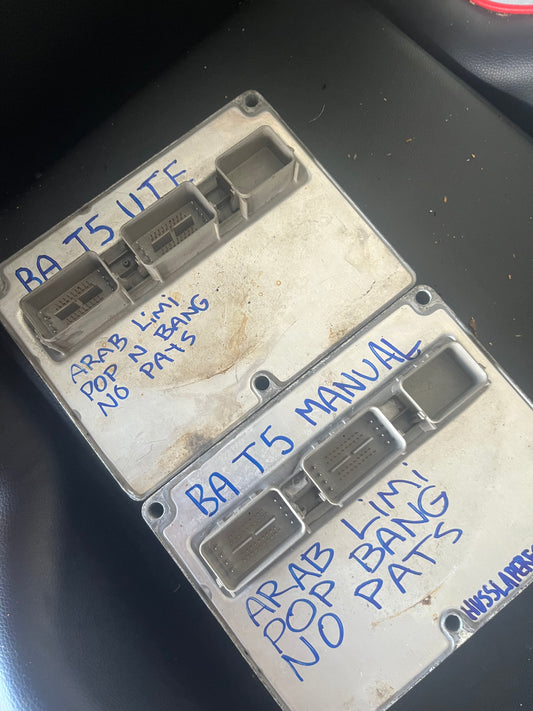 BA T5 UTE
ARAB LIMI
POP N BANG
NO PATS
BA T5 MANUAL
ARAB LIMI
POP BANG
NO PATS